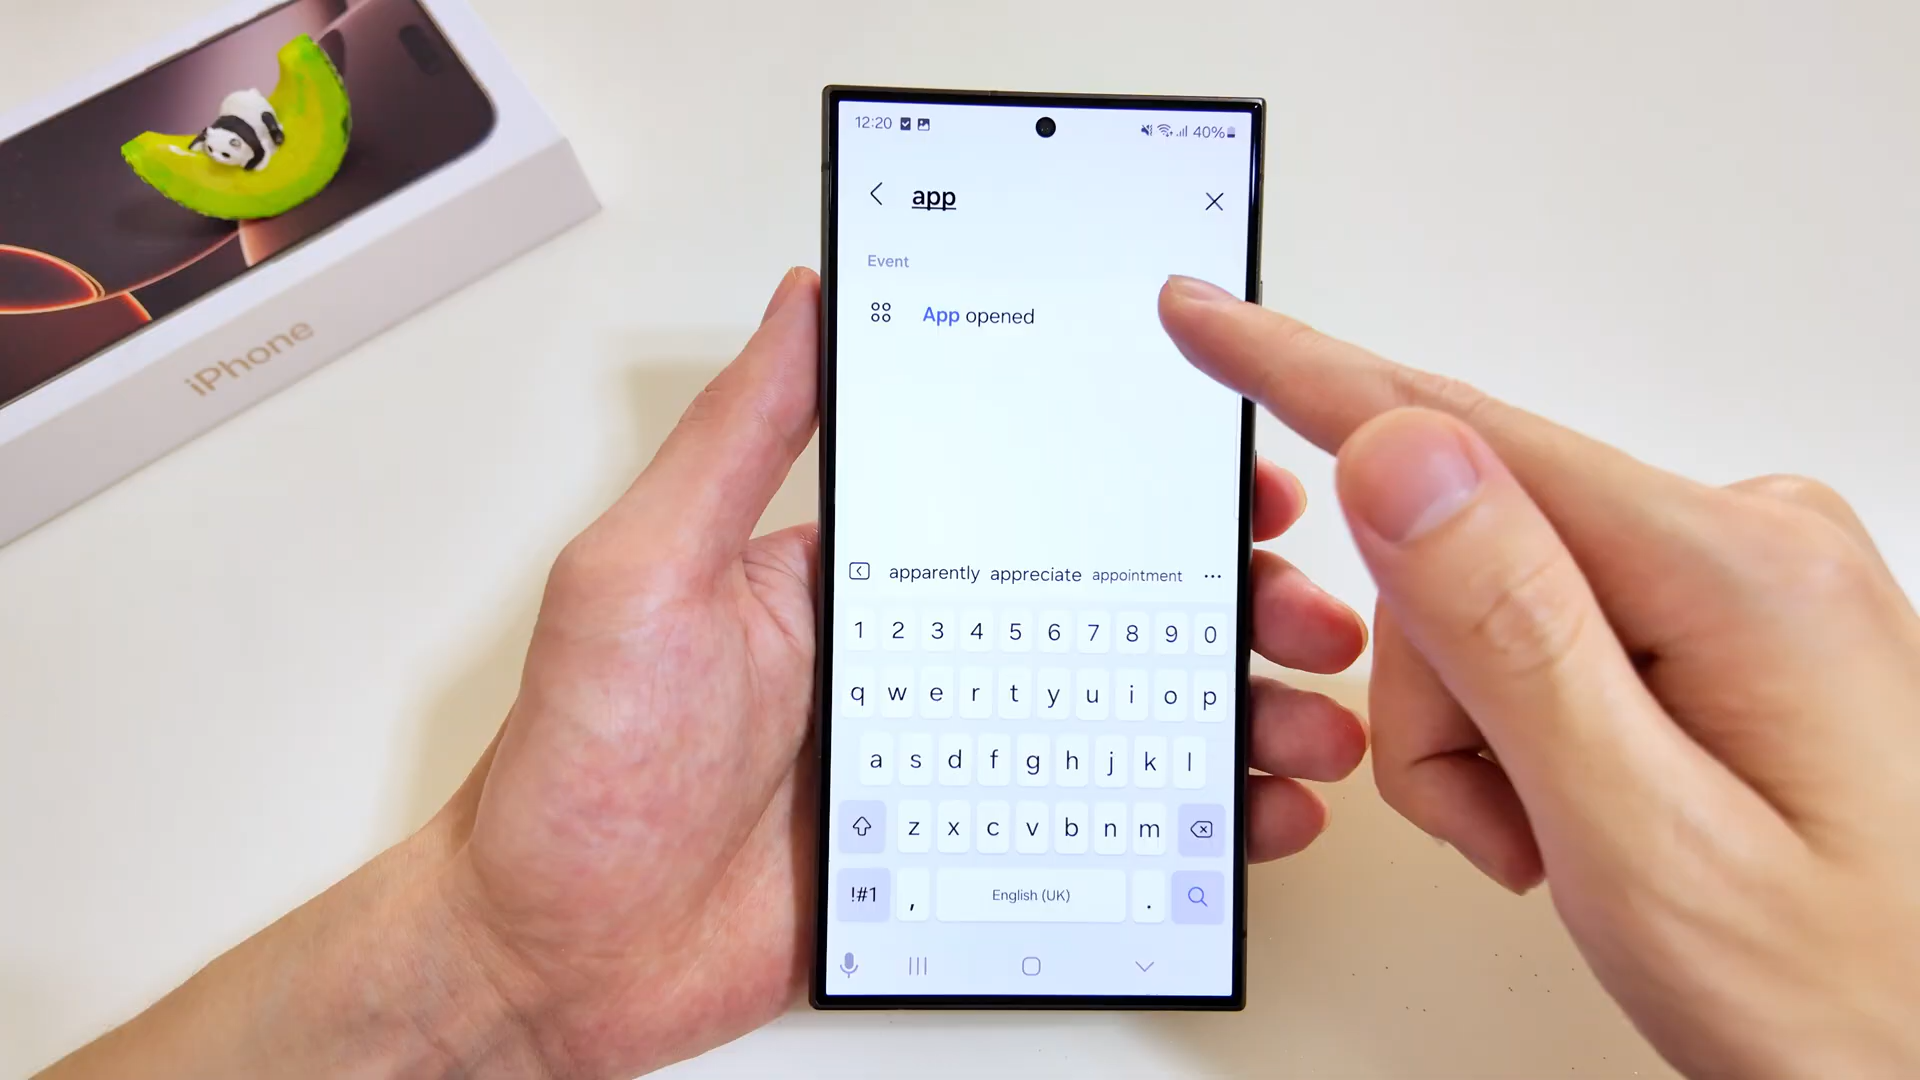 iPhone
12:20
40%
app
Event
App opened
apparently appreciate appointment ...
1 2 3 4 5 6 7 8 9 0
q w e r t y u i o p
a s d f g h j k l
z x c v b n m
!#1 , English (UK) .